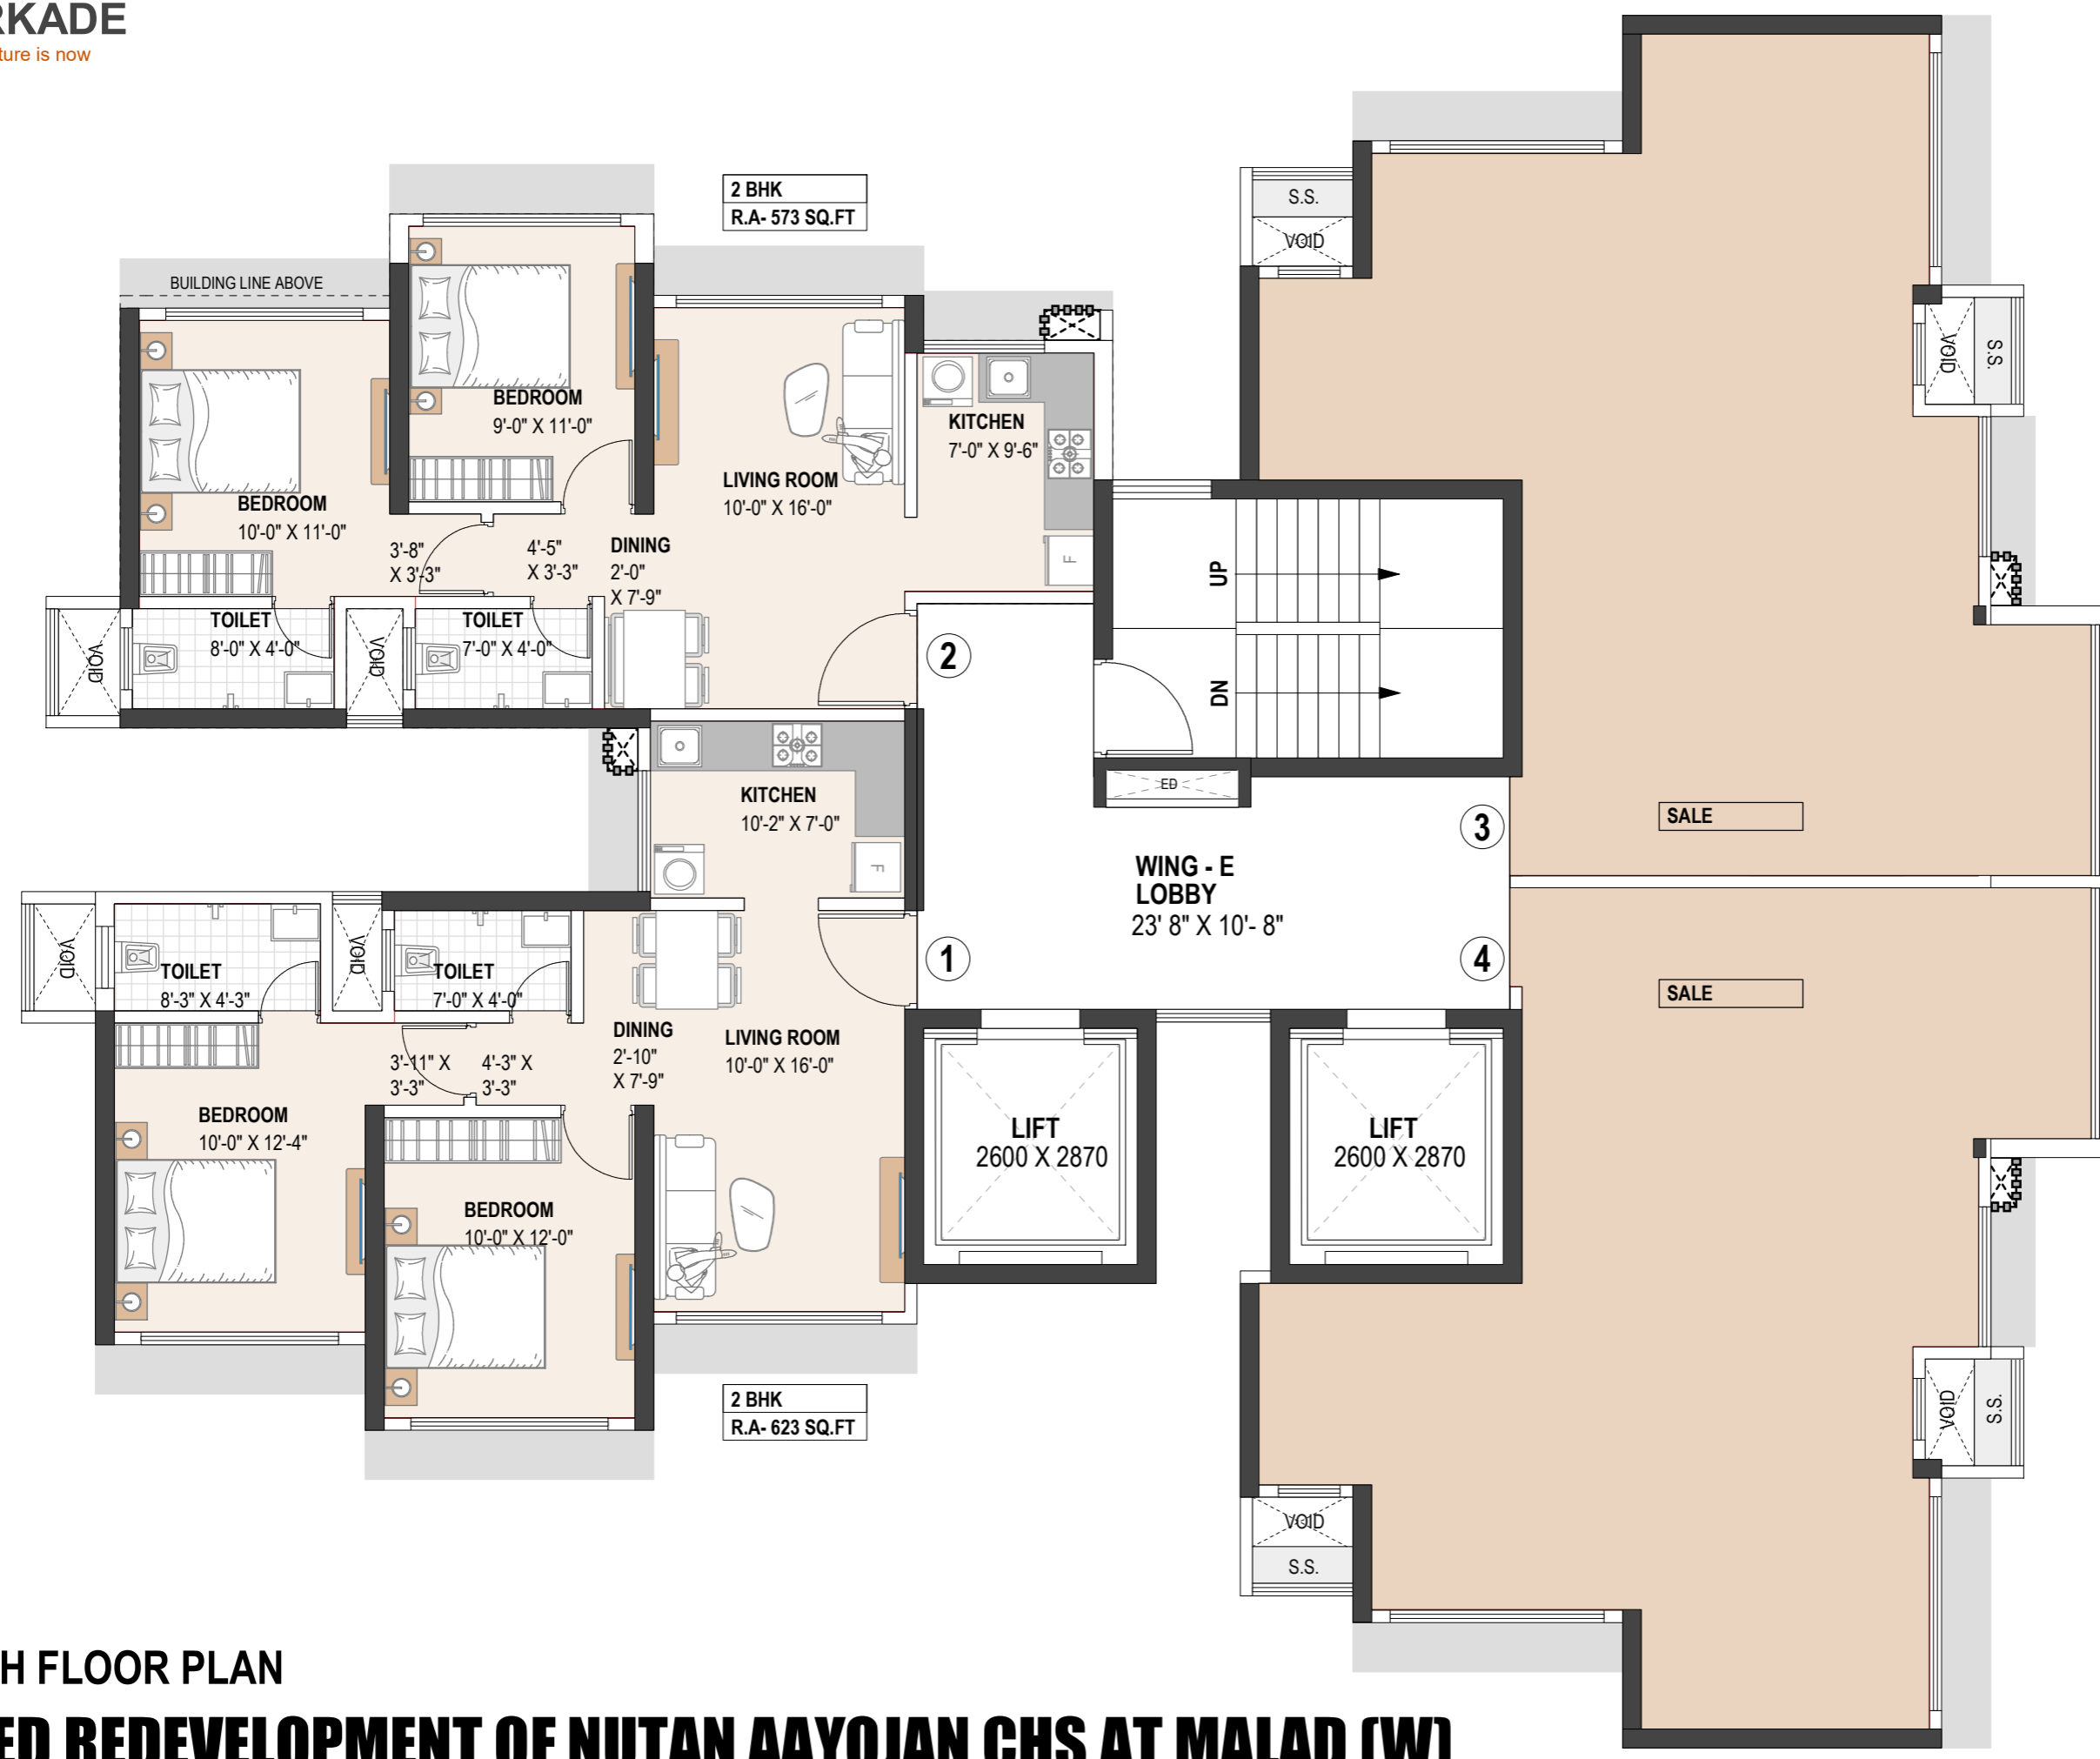 RKADE
ture is now
2 BHK
R.A- 573 SQ.FT
BUILDING LINE ABOVE
BEDROOM
9'-0" X 11'-0"
BEDROOM
10'-0" X 11'-0"
LIVING ROOM
10'-0" X 16'-0"
KITCHEN
7'-0" X 9'-6"
F
3'-8"
X 3'-3"
4'-5"
X 3'-3"
DINING
2'-0"
X 7'-9"
TOILET
8'-0" X 4'-0"
TOILET
7'-0" X 4'-0"
VOID
VOID
2
UP
DN
ED
S.S.
VOID
VOID
S.S.
KITCHEN
10'-2" X 7'-0"
F
WING - E
LOBBY
23' 8" X 10'- 8"
3
SALE
1
4
SALE
VOID
VOID
TOILET
8'-3" X 4'-3"
TOILET
7'-0" X 4'-0"
3'-11" X
3'-3"
4'-3" X
3'-3"
DINING
2'-10"
X 7'-9"
LIVING ROOM
10'-0" X 16'-0"
BEDROOM
10'-0" X 12'-4"
BEDROOM
10'-0" X 12'-0"
LIFT
2600 X 2870
LIFT
2600 X 2870
2 BHK
R.A- 623 SQ.FT
VOID
S.S.
VOID
S.S.
H FLOOR PLAN
ED REDEVELOPMENT OF NUTAN AAYOJAN CHS AT MALAD (W)